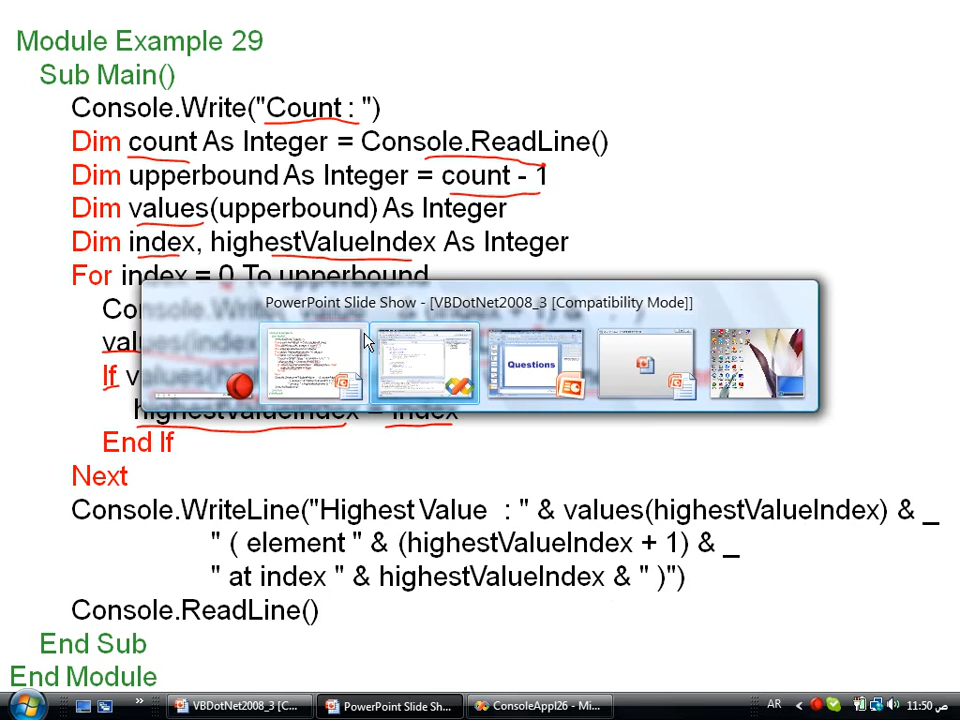 Module Example 29
Sub Main()
Console.Write("Count : ")
Dim count As Integer = Console.ReadLine()
Dim upperbound As Integer = count - 1
Dim values(upperbound) As Integer
Dim index, highestValueIndex As Integer
For index = 0 To upperbound
PowerPoint Slide Show - [VBDotNet2008_3 [Compatibility Mode]]
Questions
If
highestValueIndex = index
End If
Next
Console.WriteLine("Highest Value : " & values(highestValueIndex) & _
" ( element " & (highestValueIndex + 1) & _
" at index " & highestValueIndex & " )")
Console.ReadLine()
End Sub
End Module
VBDotNet2008_3 [C...
PowerPoint Slide Sh...
ConsoleAppl26 - Mi...
AR
11:50 ص